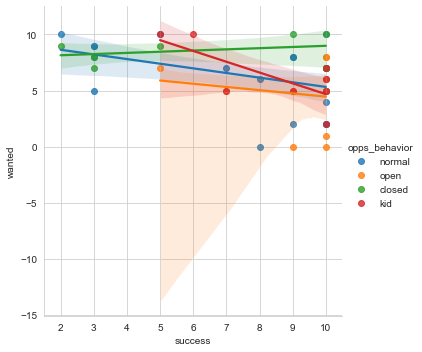 10
5
0
−5
−10
−15
wanted
2 3 4 5 6 7 8 9 10
success
opps_behavior
normal
open
closed
kid